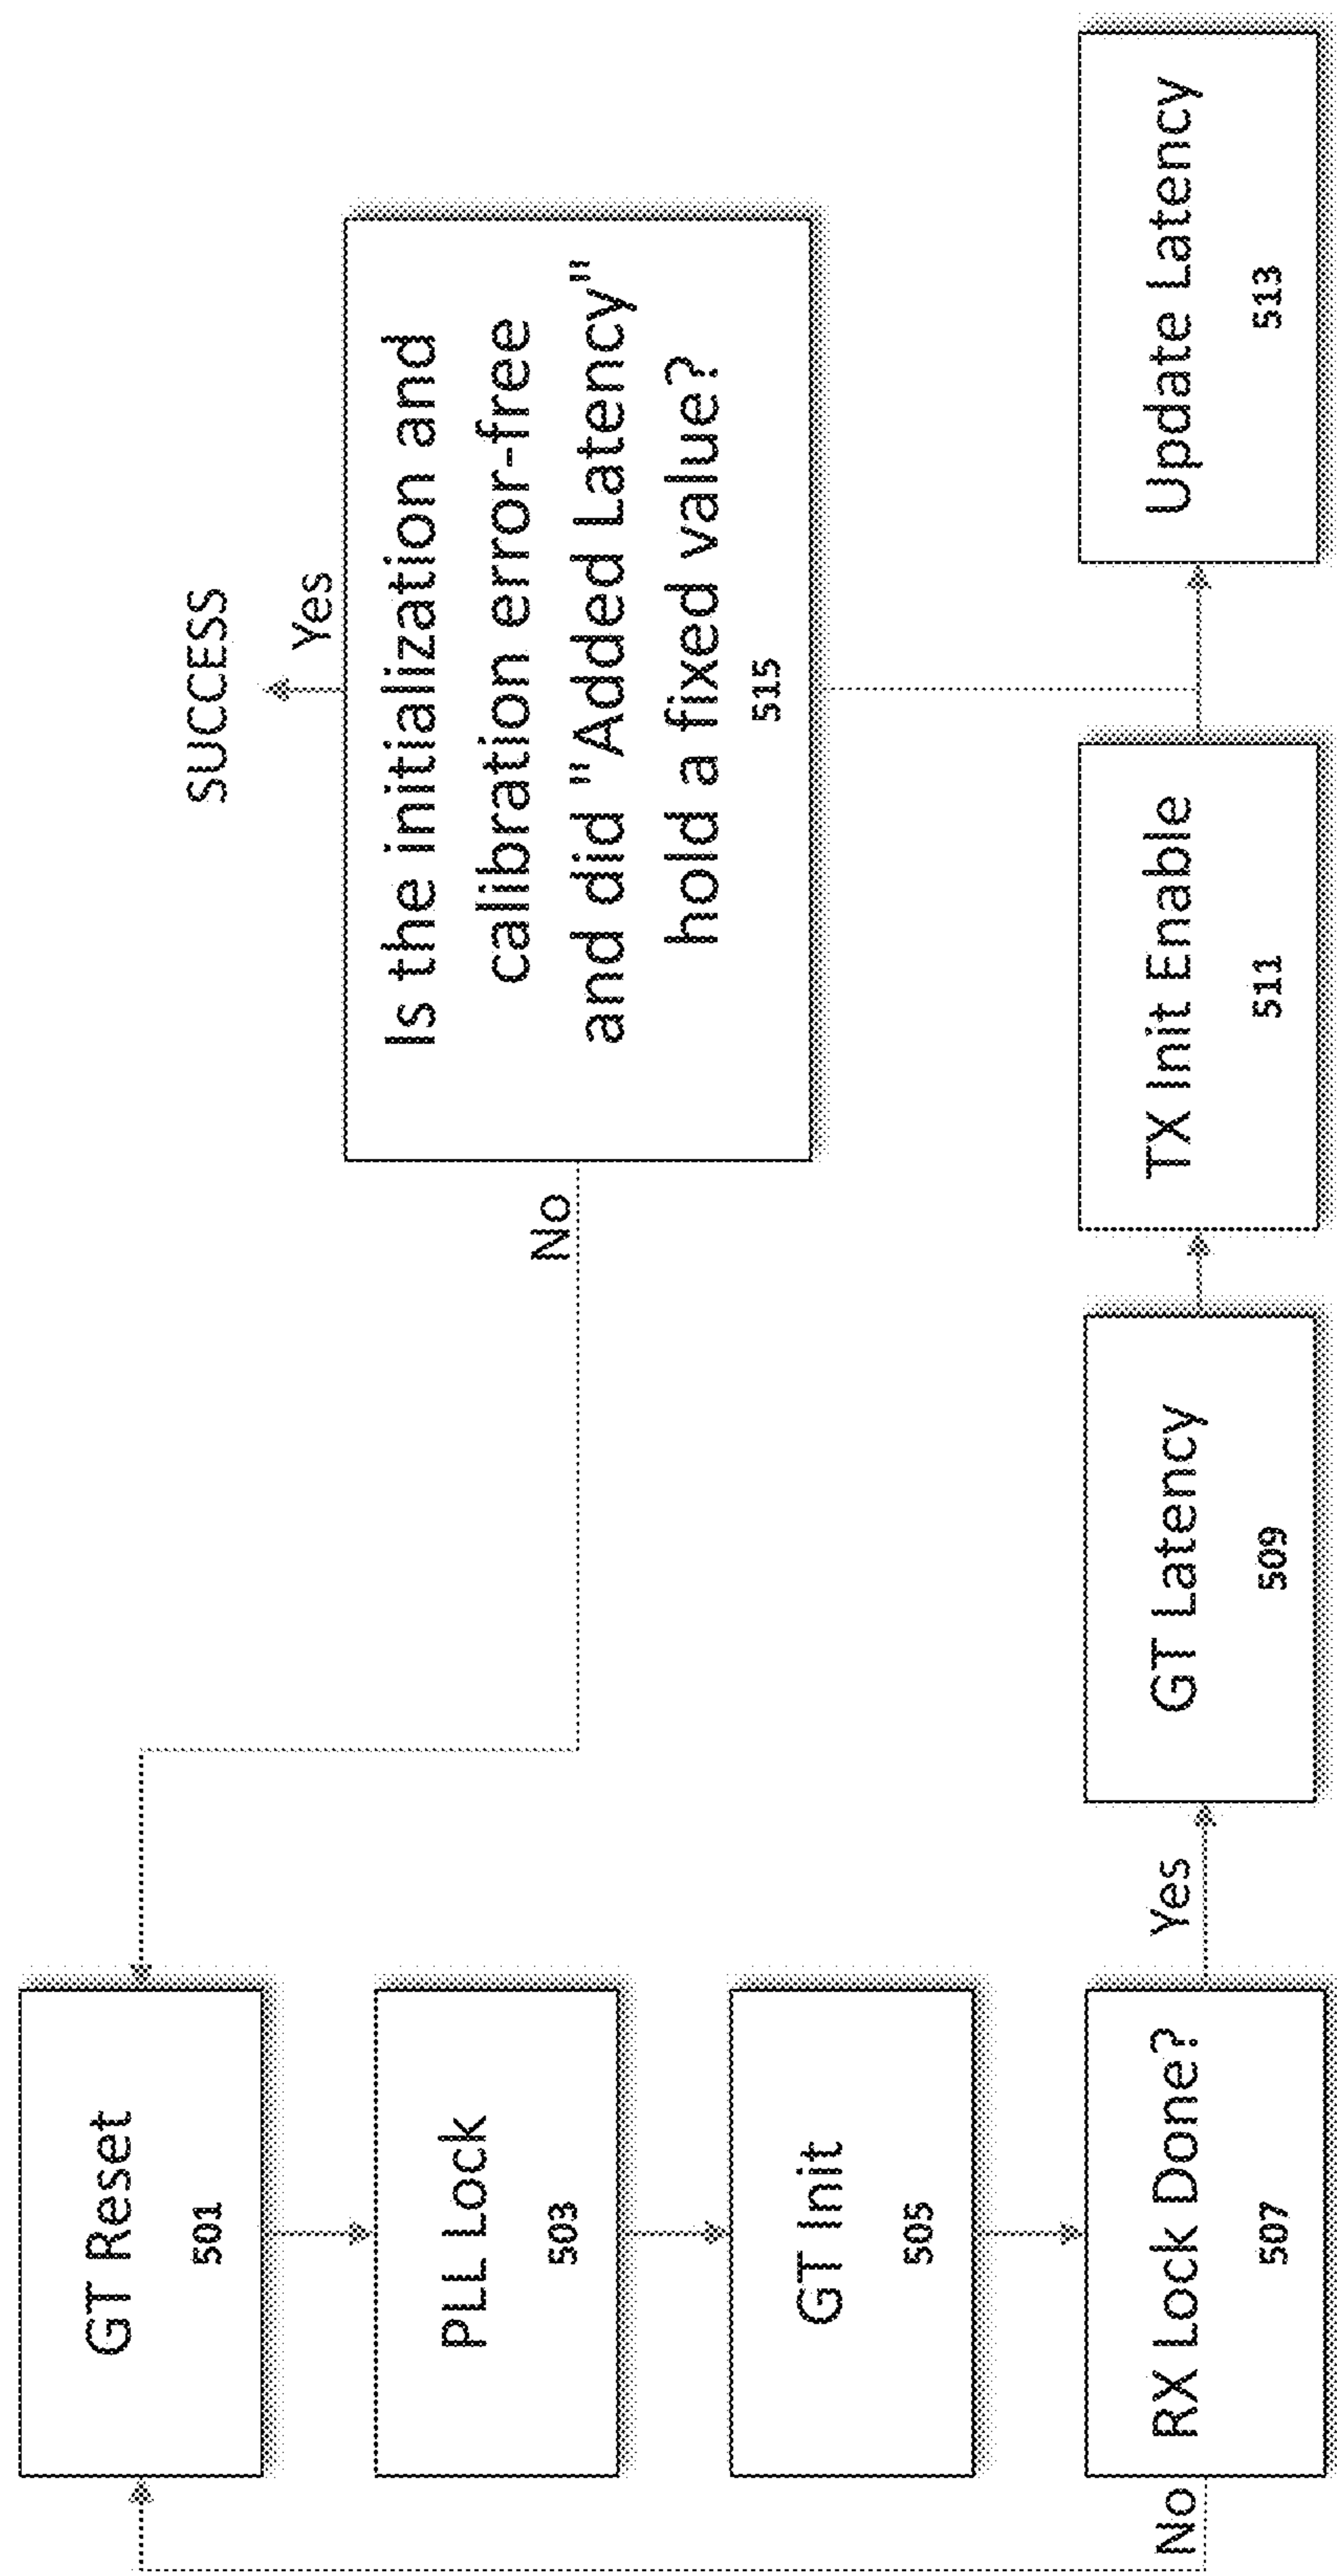 GT Reset
501
PLL Lock
503
GT Init
505
RX Lock Done?
507
No
Yes
GT Latency
509
TX Init Enable
511
Update Latency
513
Is the initialization and
calibration error-free
and did "Added Latency"
hold a fixed value?
515
No
Yes
SUCCESS